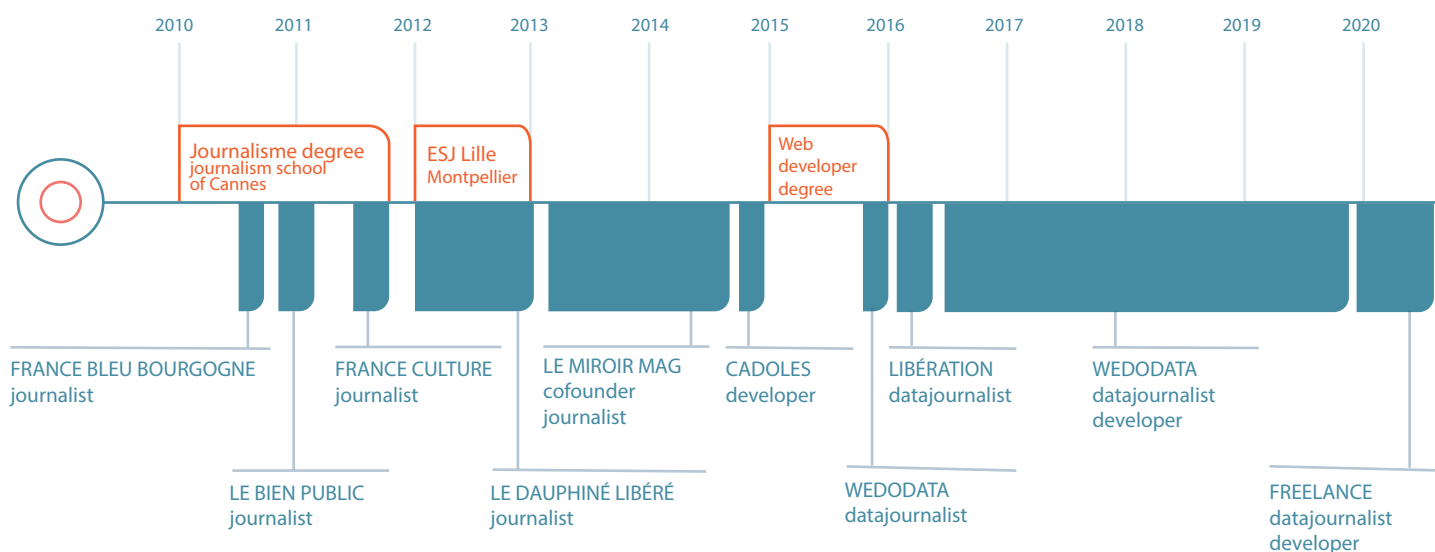 2010
2011
2012
2013
2014
2015
2016
2017
2018
2019
2020
Journalisme degree
journalism school
of Cannes
ESJ Lille
Montpellier
Web
developer
degree
FRANCE BLEU BOURGOGNE
journalist
FRANCE CULTURE
journalist
LE MIROIR MAG
cofounder
journalist
CADOLES
developer
LIBÉRATION
datajournalist
WEDODATA
datajournalist
developer
LE BIEN PUBLIC
journalist
LE DAUPHINÉ LIBÉRÉ
journalist
WEDODATA
datajournalist
FREELANCE
datajournalist
developer